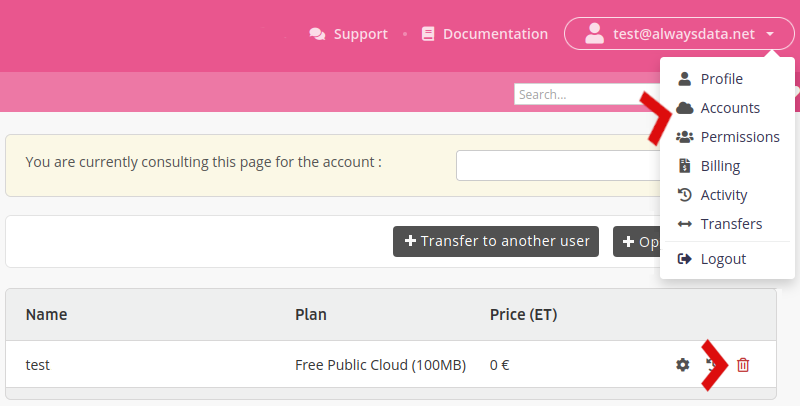 Support • Documentation test@alwaysdata.net
Search...
Profile
Accounts
Permissions
Billing
Activity
Transfers
Logout
You are currently consulting this page for the account :
+ Transfer to another user
+ Op
Name Plan Price (ET)
test Free Public Cloud (100MB) 0 €